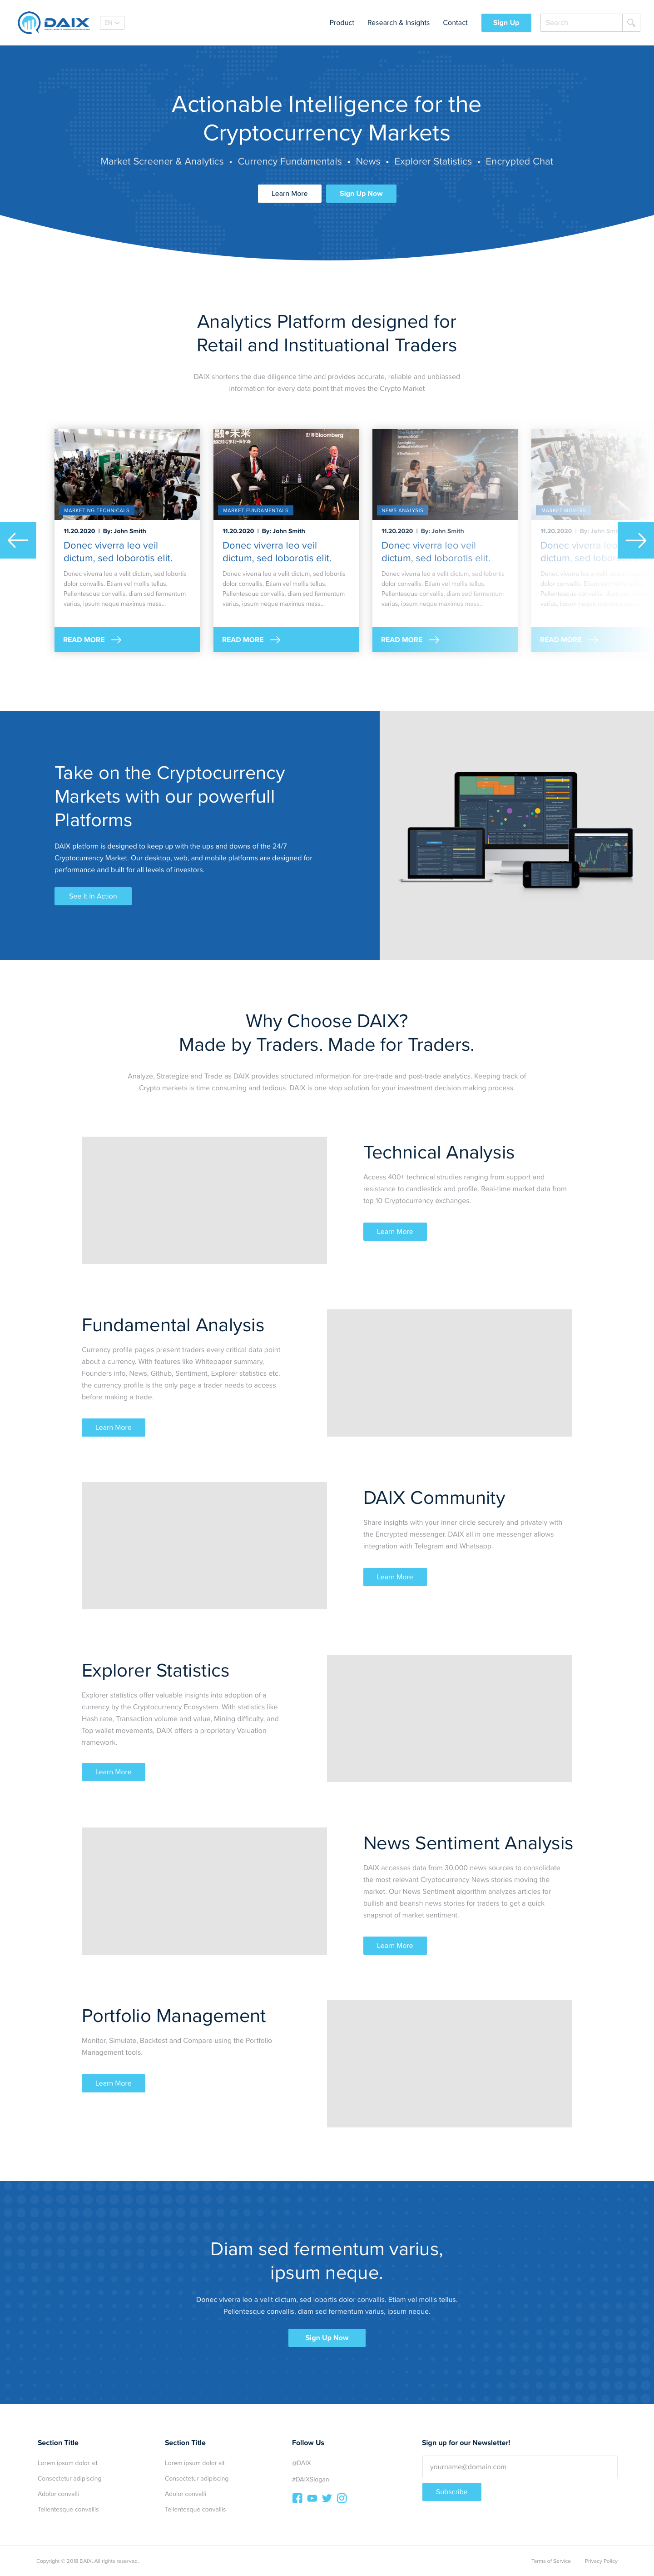 DAIX
EN
Product
Research & Insights
Contact
Sign Up
Search
Actionable Intelligence for the
Cryptocurrency Markets
Market Screener & Analytics • Currency Fundamentals • News • Explorer Statistics • Encrypted Chat
Learn More
Sign Up Now
Analytics Platform designed for
Retail and Instituational Traders
DAIX shortens the due diligence time and provides accurate, reliable and unbiassed
information for every data point that moves the Crypto Market
MARKETING TECHNICALS
11.20.2020 | By: John Smith
Donec viverra leo veil
dictum, sed loborotis elit.
Donec viverra leo a velit dictum, sed lobortis
dolor convallis. Etiam vel mollis tellus.
Pellentesque convallis, diam sed fermentum
varius, ipsum neque maximus mass...
READ MORE
Bloomberg
MARKET FUNDAMENTALS
11.20.2020 | By: John Smith
Donec viverra leo veil
dictum, sed loborotis elit.
Donec viverra leo a velit dictum, sed lobortis
dolor convallis. Etiam vel mollis tellus.
Pellentesque convallis, diam sed fermentum
varius, ipsum neque maximus mass...
READ MORE
NEWS ANALYSIS
11.20.2020 | By: John Smith
Donec viverra leo veil
dictum, sed loborotis elit.
Donec viverra leo a velit dictum, sed lobortis
dolor convallis. Etiam vel mollis tellus.
Pellentesque convallis, diam sed fermentum
varius, ipsum neque maximus mass...
READ MORE
MARKET MOVERS
11.20.2020 | By: John
Donec viverra leo
dictum, sed
READ MORE
Take on the Cryptocurrency
Markets with our powerfull
Platforms
DAIX platform is designed to keep up with the ups and downs of the 24/7
Cryptocurrency Market. Our desktop, web, and mobile platforms are designed for
performance and built for all levels of investors.
See It In Action
Why Choose DAIX?
Made by Traders. Made for Traders.
Analyze, Strategize and Trade as DAIX provides structured information for pre-trade and post-trade analytics. Keeping track of
Crypto markets is time consuming and tedious. DAIX is one stop solution for your investment decision making process.
Technical Analysis
Access 400+ technical studies ranging from support and
resistance to candlestick and profile. Real-time market data from
top 10 Cryptocurrency exchanges.
Learn More
Fundamental Analysis
Currency profile pages present traders every critical data point
about a currency. With features like Whitepaper summary,
Founders info, News, Github, Sentiment, Explorer statistics etc.
the currency profile is the only page a trader needs to access
before making a trade.
Learn More
DAIX Community
Share insights with your inner circle securely and privately with
the Encrypted messenger. DAIX all in one messenger allows
integration with Telegram and Whatsapp.
Learn More
Explorer Statistics
Explorer statistics offer valuable insights into adoption of a
currency by the Cryptocurrency Ecosystem. With statistics like
Hash rate, Transaction volume and value, Mining difficulty, and
Top wallet movements, DAIX offers a proprietary Valuation
framework.
Learn More
News Sentiment Analysis
DAIX accesses data from 30,000 news sources to consolidate
the most relevant Cryptocurrency News stories moving the
market. Our News Sentiment algorithm analyzes articles for
bullish and bearish news stories for traders to get a quick
snapsnot of market sentiment.
Learn More
Portfolio Management
Monitor, Simulate, Backtest and Compare using the Portfolio
Management tools.
Learn More
Diam sed fermentum varius,
ipsum neque.
Donec viverra leo a velit dictum, sed lobortis dolor convallis. Etiam vel mollis tellus.
Pellentesque convallis, diam sed fermentum varius, ipsum neque.
Sign Up Now
Section Title
Lorem ipsum dolor sit
Consectetur adipiscing
Adolor convalli
Tellentesque convallis
Section Title
Lorem ipsum dolor sit
Consectetur adipiscing
Adolor convalli
Tellentesque convallis
Follow Us
@DAIX
#DAIXSlogan
Sign up for our Newsletter!
yourname@domain.com
Subscribe
Copyright © 2018 DAIX. All rights reserved.
Terms of Service
Privacy Policy